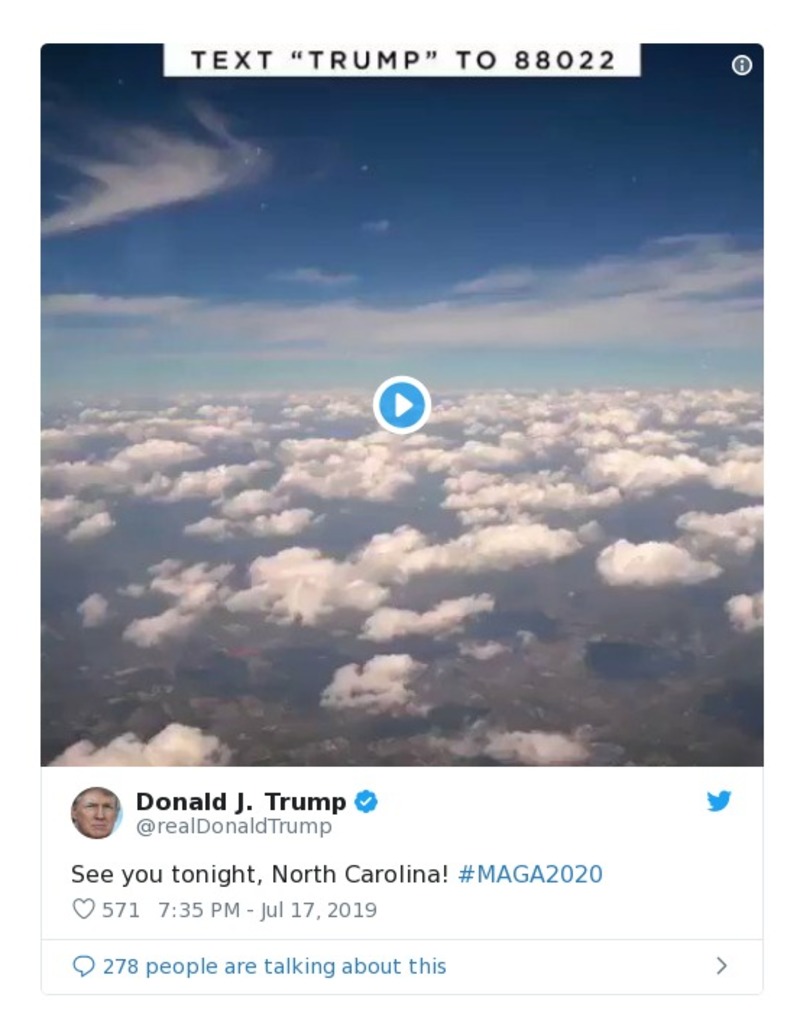 TEXT “TRUMP” TO 88022
Donald J. Trump
@realDonaldTrump
See you tonight, North Carolina! #MAGA2020
571 7:35 PM - Jul 17, 2019
278 people are talking about this